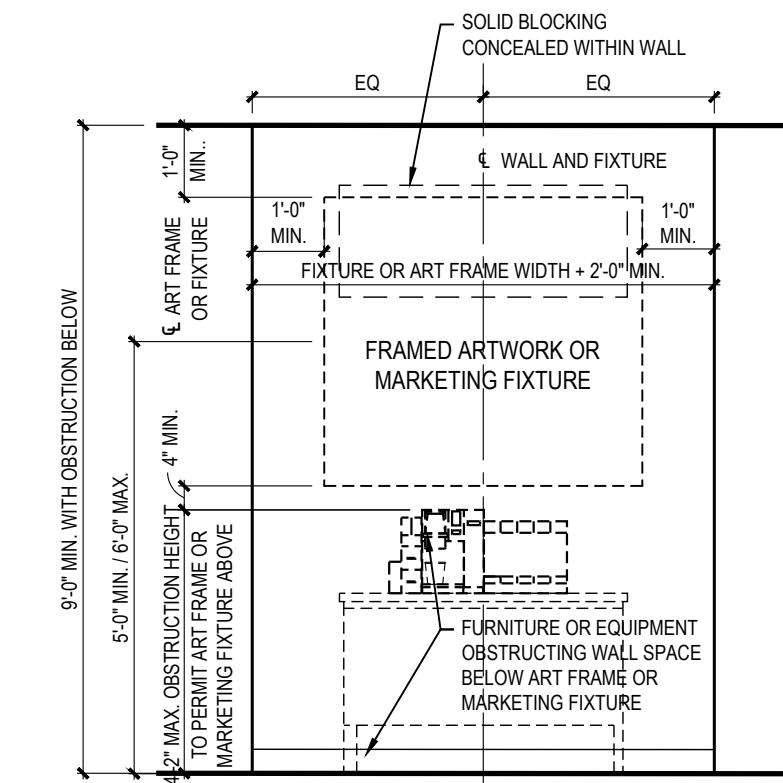 SOLID BLOCKING
CONCEALED WITHIN WALL
EQ
EQ
1'-0"
MIN..
℄ WALL AND FIXTURE
1'-0"
MIN.
1'-0"
MIN.
℄ ART FRAME
OR FIXTURE
FIXTURE OR ART FRAME WIDTH + 2'-0" MIN.
FRAMED ARTWORK OR
MARKETING FIXTURE
9'-0" MIN. WITH OBSTRUCTION BELOW
5'-0" MIN. / 6'-0" MAX.
4" MIN.
4'-2" MAX. OBSTRUCTION HEIGHT
TO PERMIT ART FRAME OR
MARKETING FIXTURE ABOVE
FURNITURE OR EQUIPMENT
OBSTRUCTING WALL SPACE
BELOW ART FRAME OR
MARKETING FIXTURE